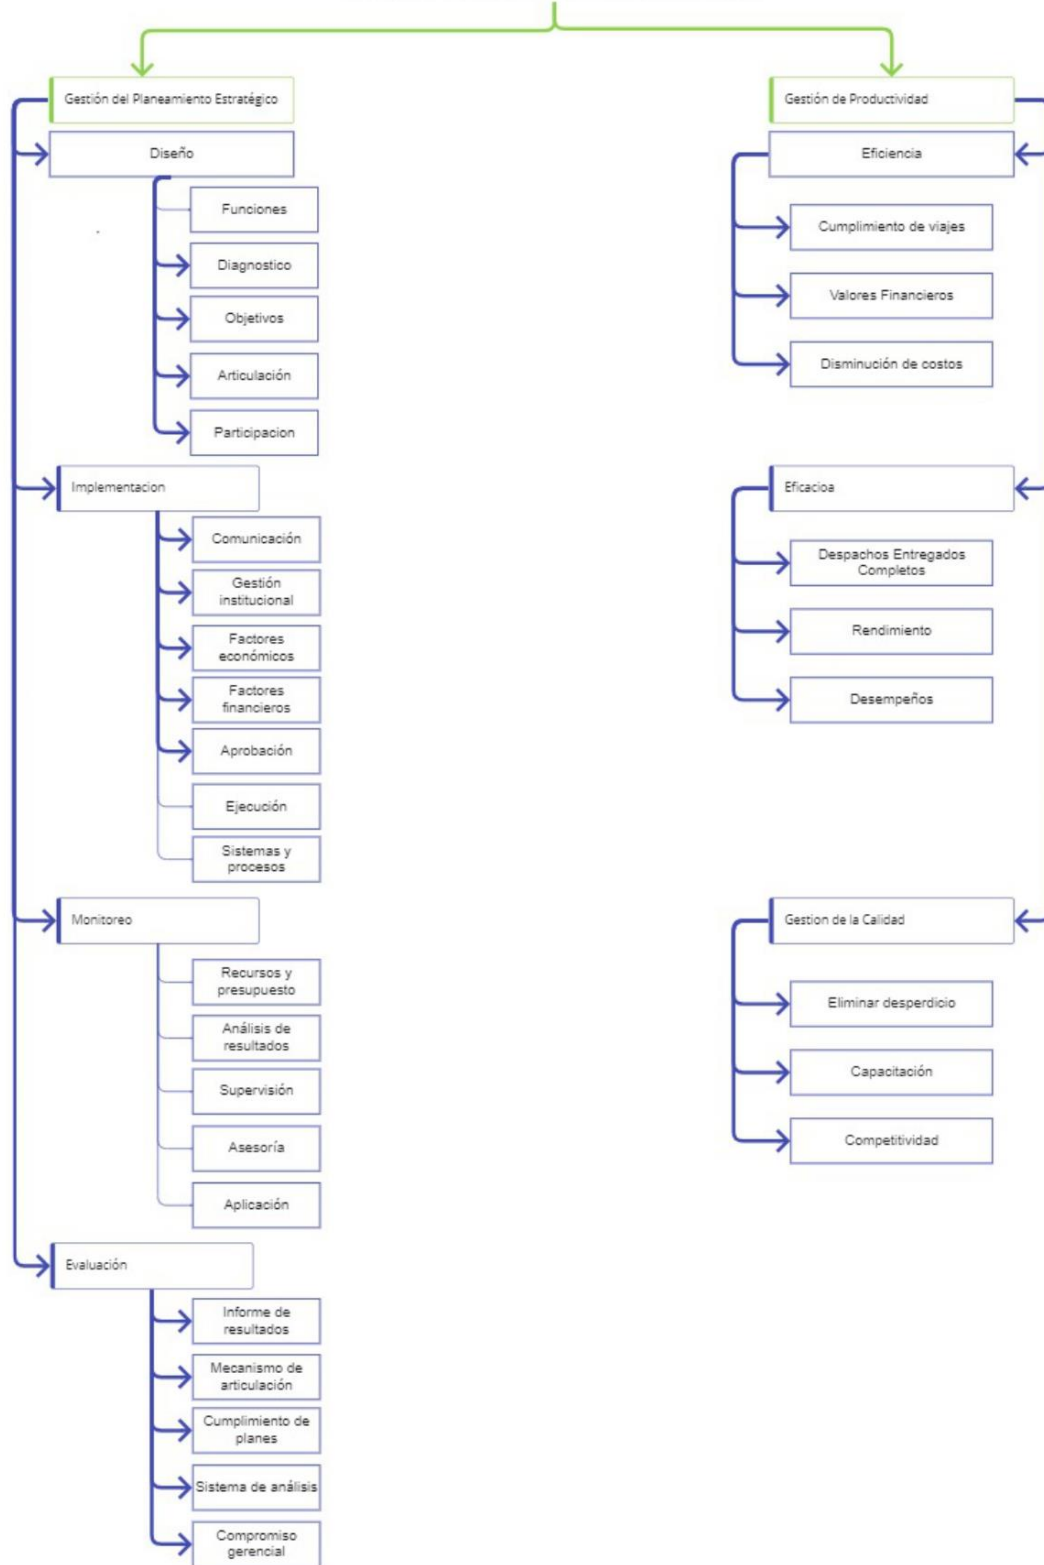 Gestión del Planeamiento Estratégico
Diseño
Funciones
Diagnostico
Objetivos
Articulación
Participacion
Implementacion
Comunicación
Gestión
institucional
Factores
económicos
Factores
financieros
Aprobación
Ejecución
Sistemas y
procesos
Monitoreo
Recursos y
presupuesto
Análisis de
resultados
Supervisión
Asesoría
Aplicación
Evaluación
Informe de
resultados
Mecanismo de
articulación
Cumplimiento de
planes
Sistema de análisis
Compromiso
gerencial
Gestión de Productividad
Eficiencia
Cumplimiento de viajes
Valores Financieros
Disminución de costos
Eficacioa
Despachos Entregados
Completos
Rendimiento
Desempeños
Gestion de la Calidad
Eliminar desperdicio
Capacitación
Competitividad